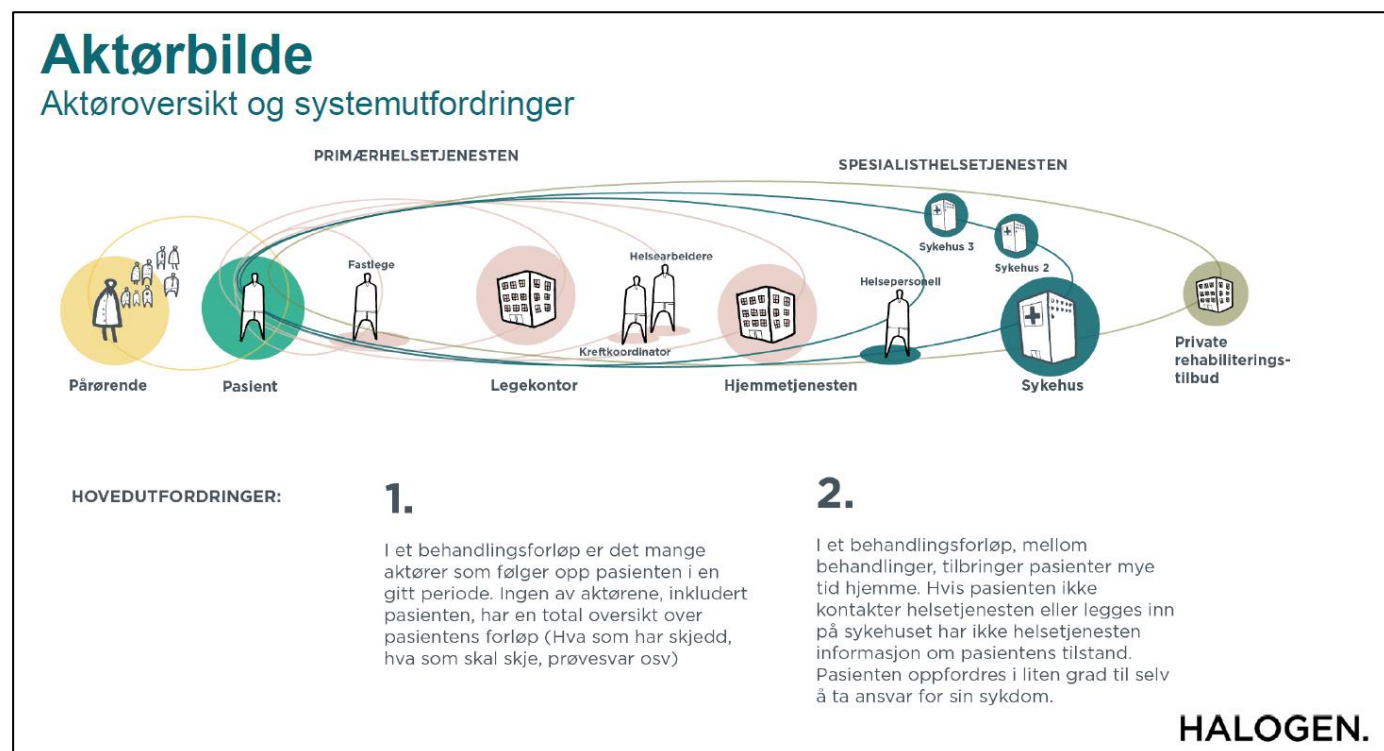 Aktørbilde
Aktøroversikt og systemutfordringer
PRIMÆRHELSETJENESTEN
SPESIALISTHELSETJENESTEN
Sykehus 3
Sykehus 2
Fastlege
Helsearbeidere
Helsepersonell
Kreftkoordinator
Pårørende
Pasient
Legekontor
Hjemmetjenesten
Sykehus
Private
rehabiliterings-
tilbud
HOVEDUTFORDRINGER:
1.
I et behandlingsforløp er det mange
aktører som følger opp pasienten i en
gitt periode. Ingen av aktørene, inkludert
pasienten, har en total oversikt over
pasientens forløp (Hva som har skjedd,
hva som skal skje, prøvesvar osv)
2.
I et behandlingsforløp, mellom
behandlinger, tilbringer pasienter mye
tid hjemme. Hvis pasienten ikke
kontakter helsetjenesten eller legges inn
på sykehuset har ikke helsetjenesten
informasjon om pasientens tilstand.
Pasienten oppfordres i liten grad til selv
å ta ansvar for sin sykdom.
HALOGEN.